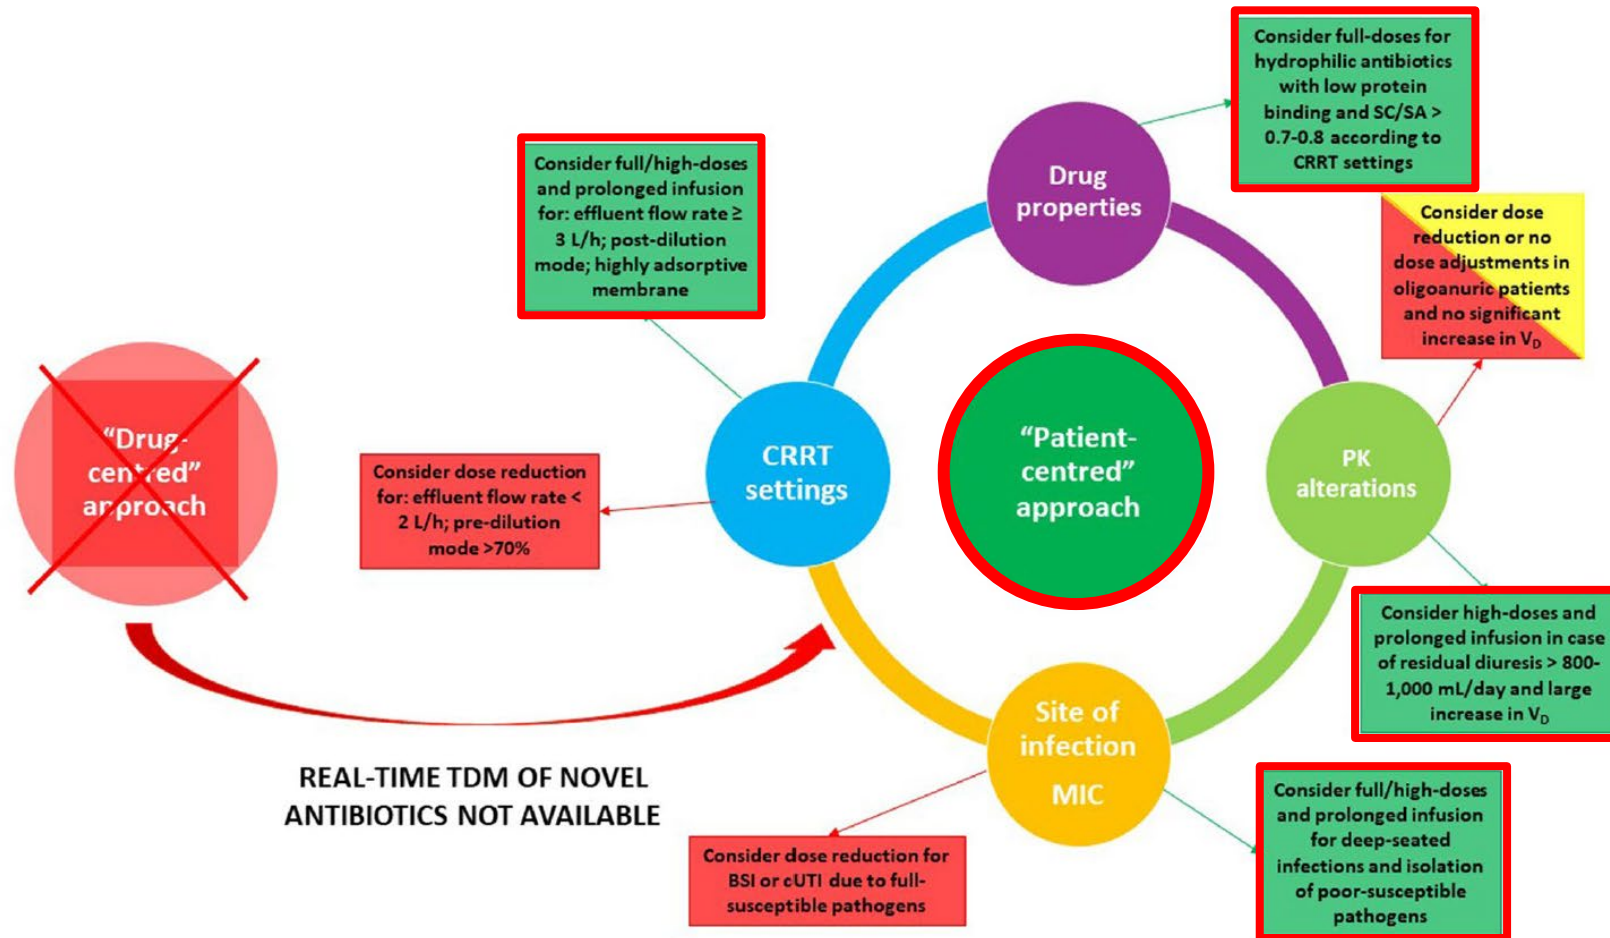 Consider full-doses for
hydrophilic antibiotics
with low protein
binding and SC/SA >
0.7-0.8 according to
CRRT settings
Consider full/high-doses
and prolonged infusion
for: effluent flow rate ≥
3 L/h; post-dilution
mode; highly adsorptive
membrane
Drug
properties
Consider dose
reduction or no
dose adjustments in
oligoanuric patients
and no significant
increase in V_D
"Drug-
centred"
approach
Consider dose reduction
for: effluent flow rate <
2 L/h; pre-dilution
mode >70%
CRRT
settings
"Patient-
centred"
approach
PK
alterations
Consider high-doses and
prolonged infusion in case
of residual diuresis > 800-
1,000 mL/day and large
increase in V_D
Site of
infection
MIC
REAL-TIME TDM OF NOVEL
ANTIBIOTICS NOT AVAILABLE
Consider dose reduction for
BSI or cUTI due to full-
susceptible pathogens
Consider full/high-doses
and prolonged infusion
for deep-seated
infections and isolation
of poor-susceptible
pathogens